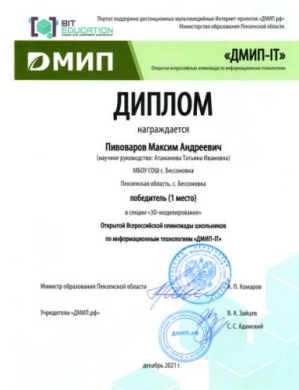 BIT
EDUCATION
Портал поддержки дистанционных мультимедийных Интернет-проектов «ДМИП.рф»
Министерство образования Пензенской области
ДМИП
«ДМИП-IT»
Открытая всероссийская олимпиада по информационным технологиям
ДИПЛОМ
награждается
Пивоваров Максим Андреевич
(научное руководство: Атаманова Татьяна Ивановна)
МБОУ СОШ с. Бессоновка
Пензенская область, с. Бессоновка
победитель (1 место)
в секции «3D-моделирование»
Открытой Всероссийской олимпиады школьников
по информационным технологиям «ДМИП-IT»
Министр образования Пензенской области
А. П. Комаров
Учредители «ДМИП.рф»
В. А. Зайцев
С. С. Адамский
ДМИП.рф
декабрь 2021 г.